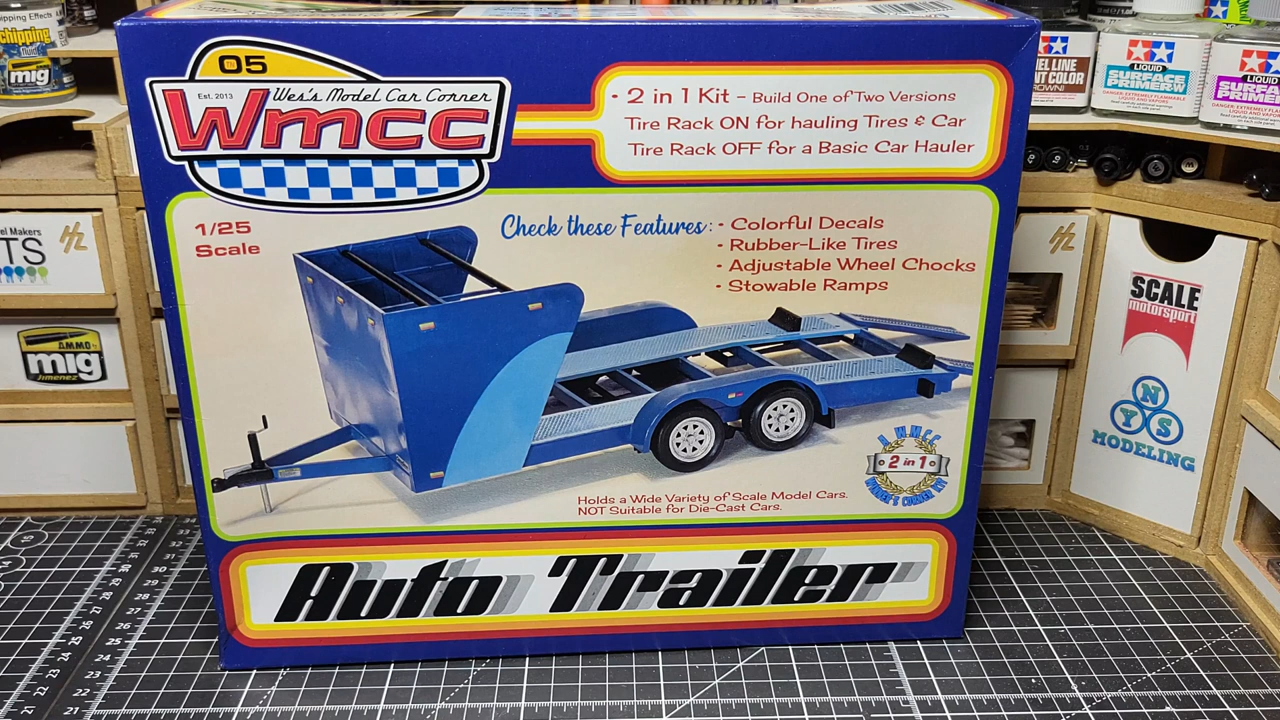 05
Est. 2013
Wes's Model Car Corner
Wmcc
• 2 in 1 Kit – Build One of Two Versions
Tire Rack ON for hauling Tires & Car
Tire Rack OFF for a Basic Car Hauler
1/25
Scale
Check these Features: • Colorful Decals
• Rubber-Like Tires
• Adjustable Wheel Chocks
• Stowable Ramps
A WMCC
2 in 1
Holds a Wide Variety of Scale Model Cars.
NOT Suitable for Die-Cast Cars.
Auto Trailer
chipping
fluid
mig
AMMO
mig
Jimenez
TAMIYA
LIQUID
SURFACE
PRIMER
LIQUID
SURFACE
PRIMER
SCALE
motorsport
NYS
MODELING